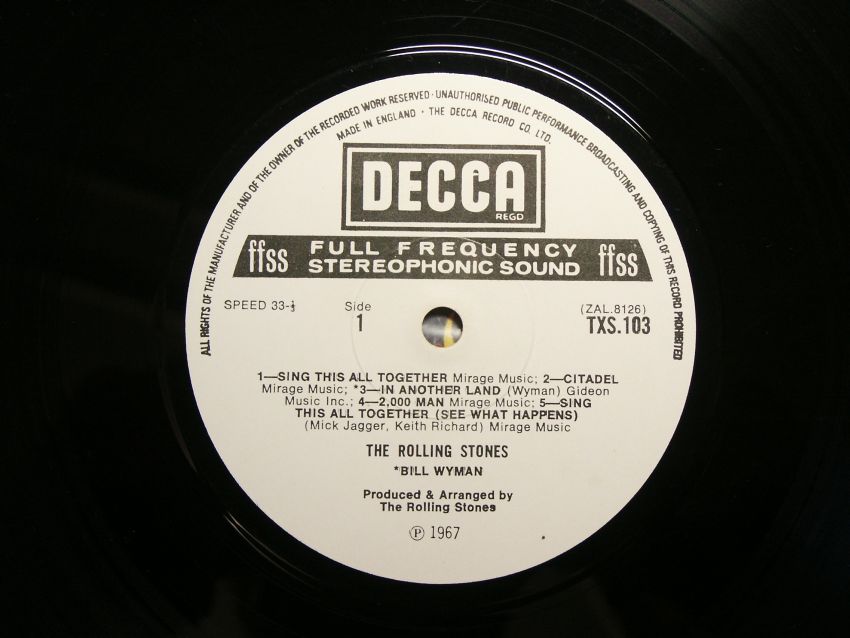 ALL RIGHTS OF THE MANUFACTURER AND OF THE OWNER OF THE RECORDED WORK RESERVED · UNAUTHORISED PUBLIC PERFORMANCE BROADCASTING AND COPYING OF THIS RECORD PROHIBITED
MADE IN ENGLAND · THE DECCA RECORD CO. LTD.
DECCA
REGD
ffss FULL FREQUENCY ffss
STEREOPHONIC SOUND
SPEED 33-⅓ Side (ZAL.8126)
1 TXS.103
1—SING THIS ALL TOGETHER Mirage Music; 2—CITADEL
Mirage Music; *3—IN ANOTHER LAND (Wyman) Gideon
Music Inc.; 4—2,000 MAN Mirage Music; 5—SING
THIS ALL TOGETHER (SEE WHAT HAPPENS)
(Mick Jagger, Keith Richard) Mirage Music
THE ROLLING STONES
*BILL WYMAN
Produced & Arranged by
The Rolling Stones
Ⓟ 1967